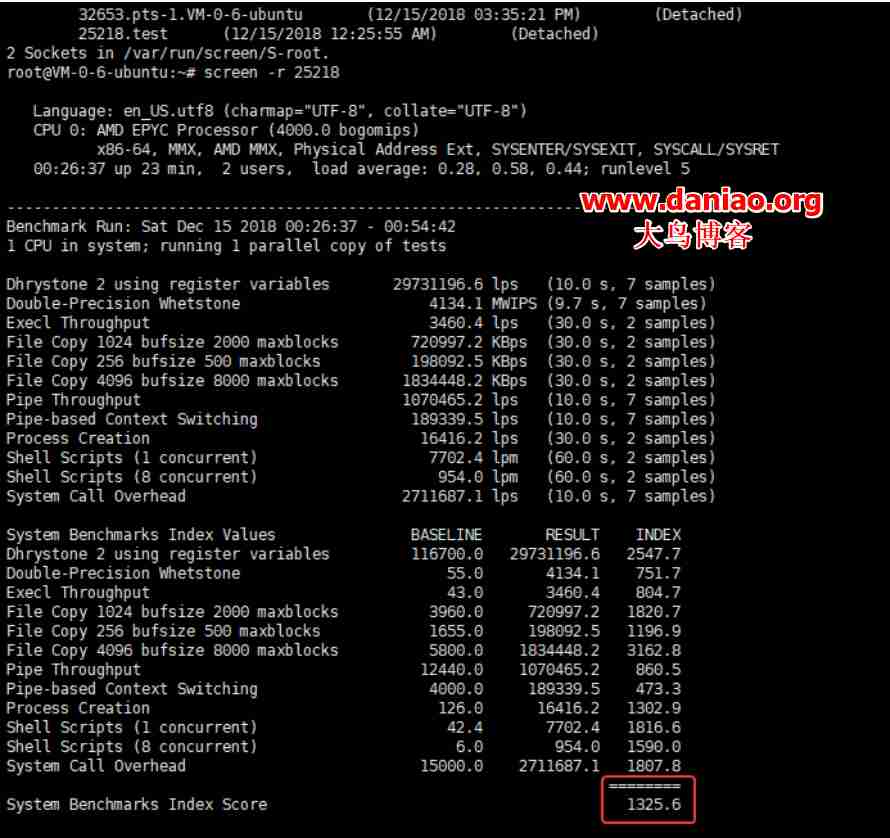 32653.pts-1.VM-0-6-ubuntu (12/15/2018 03:35:21 PM) (Detached)
25218.test (12/15/2018 12:25:55 AM) (Detached)
2 Sockets in /var/run/screen/S-root.
root@VM-0-6-ubuntu:~# screen -r 25218
Language: en_US.utf8 (charmap="UTF-8", collate="UTF-8")
CPU 0: AMD EPYC Processor (4000.0 bogomips)
x86-64, MMX, AMD MMX, Physical Address Ext, SYSENTER/SYSEXIT, SYSCALL/SYSRET
00:26:37 up 23 min, 2 users, load average: 0.28, 0.58, 0.44; runlevel 5
------------------------------------------------------------------------
www.daniao.org
Benchmark Run: Sat Dec 15 2018 00:26:37 - 00:54:42
大鸟博客
1 CPU in system; running 1 parallel copy of tests
Dhrystone 2 using register variables 29731196.6 lps (10.0 s, 7 samples)
Double-Precision Whetstone 4134.1 MWIPS (9.7 s, 7 samples)
Execl Throughput 3460.4 lps (30.0 s, 2 samples)
File Copy 1024 bufsize 2000 maxblocks 720997.2 KBps (30.0 s, 2 samples)
File Copy 256 bufsize 500 maxblocks 198092.5 KBps (30.0 s, 2 samples)
File Copy 4096 bufsize 8000 maxblocks 1834448.2 KBps (30.0 s, 2 samples)
Pipe Throughput 1070465.2 lps (10.0 s, 7 samples)
Pipe-based Context Switching 189339.5 lps (10.0 s, 7 samples)
Process Creation 16416.2 lps (30.0 s, 2 samples)
Shell Scripts (1 concurrent) 7702.4 lpm (60.0 s, 2 samples)
Shell Scripts (8 concurrent) 954.0 lpm (60.0 s, 2 samples)
System Call Overhead 2711687.1 lps (10.0 s, 7 samples)
System Benchmarks Index Values BASELINE RESULT INDEX
Dhrystone 2 using register variables 116700.0 29731196.6 2547.7
Double-Precision Whetstone 55.0 4134.1 751.7
Execl Throughput 43.0 3460.4 804.7
File Copy 1024 bufsize 2000 maxblocks 3960.0 720997.2 1820.7
File Copy 256 bufsize 500 maxblocks 1655.0 198092.5 1196.9
File Copy 4096 bufsize 8000 maxblocks 5800.0 1834448.2 3162.8
Pipe Throughput 12440.0 1070465.2 860.5
Pipe-based Context Switching 4000.0 189339.5 473.3
Process Creation 126.0 16416.2 1302.9
Shell Scripts (1 concurrent) 42.4 7702.4 1816.6
Shell Scripts (8 concurrent) 6.0 954.0 1590.0
System Call Overhead 15000.0 2711687.1 1807.8
========
System Benchmarks Index Score 1325.6